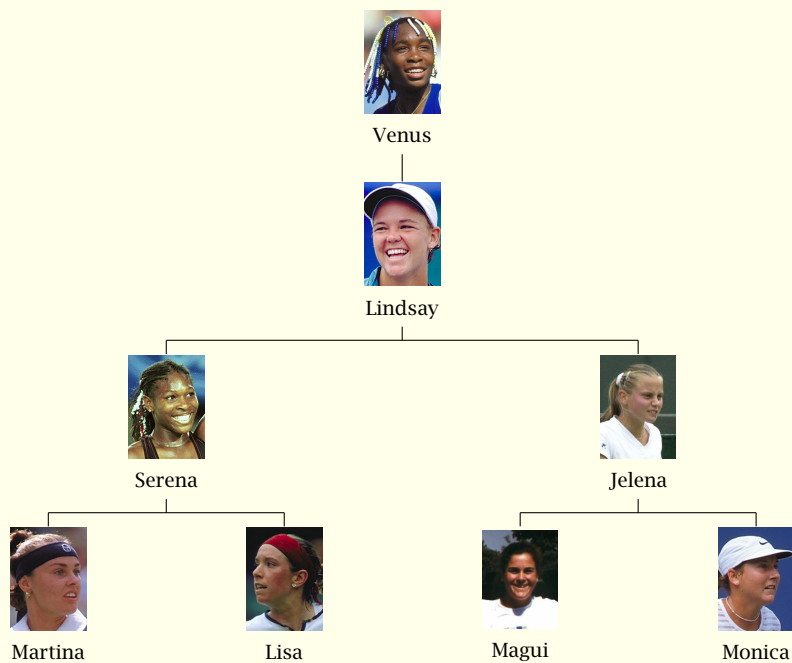 Venus
Lindsay
Serena
Jelena
Martina
Lisa
Magui
Monica